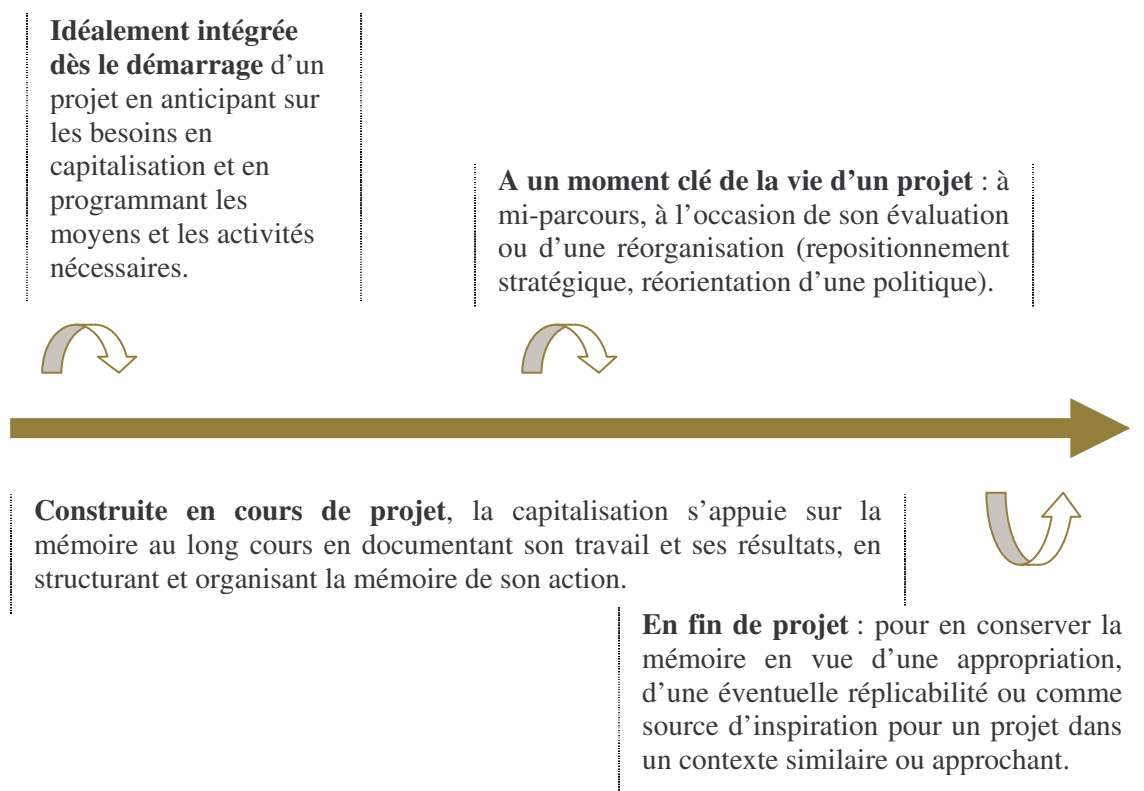 Idéalement intégrée
dès le démarrage d’un
projet en anticipant sur
les besoins en
capitalisation et en
programmant les
moyens et les activités
nécessaires.
A un moment clé de la vie d’un projet : à
mi-parcours, à l’occasion de son évaluation
ou d’une réorganisation (repositionnement
stratégique, réorientation d’une politique).
Construite en cours de projet, la capitalisation s’appuie sur la
mémoire au long cours en documentant son travail et ses résultats, en
structurant et organisant la mémoire de son action.
En fin de projet : pour en conserver la
mémoire en vue d’une appropriation,
d’une éventuelle réplicabilité ou comme
source d’inspiration pour un projet dans
un contexte similaire ou approchant.